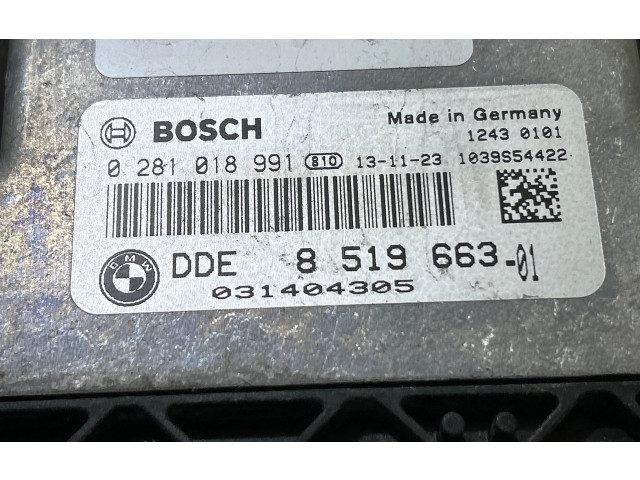 BOSCH
Made in Germany
1243 0101
0 281 018 991 810 13-11-23 1039S54422
BMW
DDE 8 519 663-01
031404305